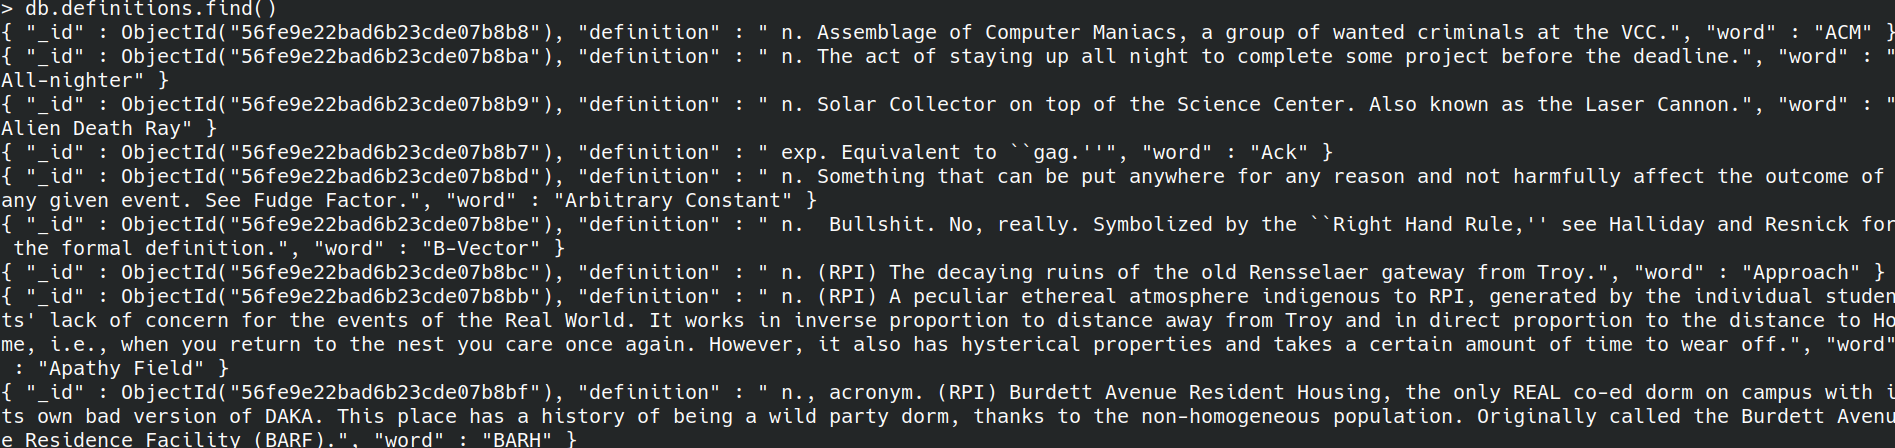 > db.definitions.find()
{ "_id" : ObjectId("56fe9e22bad6b23cde07b8b8"), "definition" : " n. Assemblage of Computer Maniacs, a group of wanted criminals at the VCC.", "word" : "ACM" }
{ "_id" : ObjectId("56fe9e22bad6b23cde07b8ba"), "definition" : " n. The act of staying up all night to complete some project before the deadline.", "word" : "
All-nighter" }
{ "_id" : ObjectId("56fe9e22bad6b23cde07b8b9"), "definition" : " n. Solar Collector on top of the Science Center. Also known as the Laser Cannon.", "word" : "
Alien Death Ray" }
{ "_id" : ObjectId("56fe9e22bad6b23cde07b8b7"), "definition" : " exp. Equivalent to ``gag.''", "word" : "Ack" }
{ "_id" : ObjectId("56fe9e22bad6b23cde07b8bd"), "definition" : " n. Something that can be put anywhere for any reason and not harmfully affect the outcome of
any given event. See Fudge Factor.", "word" : "Arbitrary Constant" }
{ "_id" : ObjectId("56fe9e22bad6b23cde07b8be"), "definition" : " n.  Bullshit. No, really. Symbolized by the ``Right Hand Rule,'' see Halliday and Resnick for
 the formal definition.", "word" : "B-Vector" }
{ "_id" : ObjectId("56fe9e22bad6b23cde07b8bc"), "definition" : " n. (RPI) The decaying ruins of the old Rensselaer gateway from Troy.", "word" : "Approach" }
{ "_id" : ObjectId("56fe9e22bad6b23cde07b8bb"), "definition" : " n. (RPI) A peculiar ethereal atmosphere indigenous to RPI, generated by the individual studen
ts' lack of concern for the events of the Real World. It works in inverse proportion to distance away from Troy and in direct proportion to the distance to Ho
me, i.e., when you return to the nest you care once again. However, it also has hysterical properties and takes a certain amount of time to wear off.", "word"
 : "Apathy Field" }
{ "_id" : ObjectId("56fe9e22bad6b23cde07b8bf"), "definition" : " n., acronym. (RPI) Burdett Avenue Resident Housing, the only REAL co-ed dorm on campus with i
ts own bad version of DAKA. This place has a history of being a wild party dorm, thanks to the non-homogeneous population. Originally called the Burdett Avenu
e Residence Facility (BARF).", "word" : "BARH" }